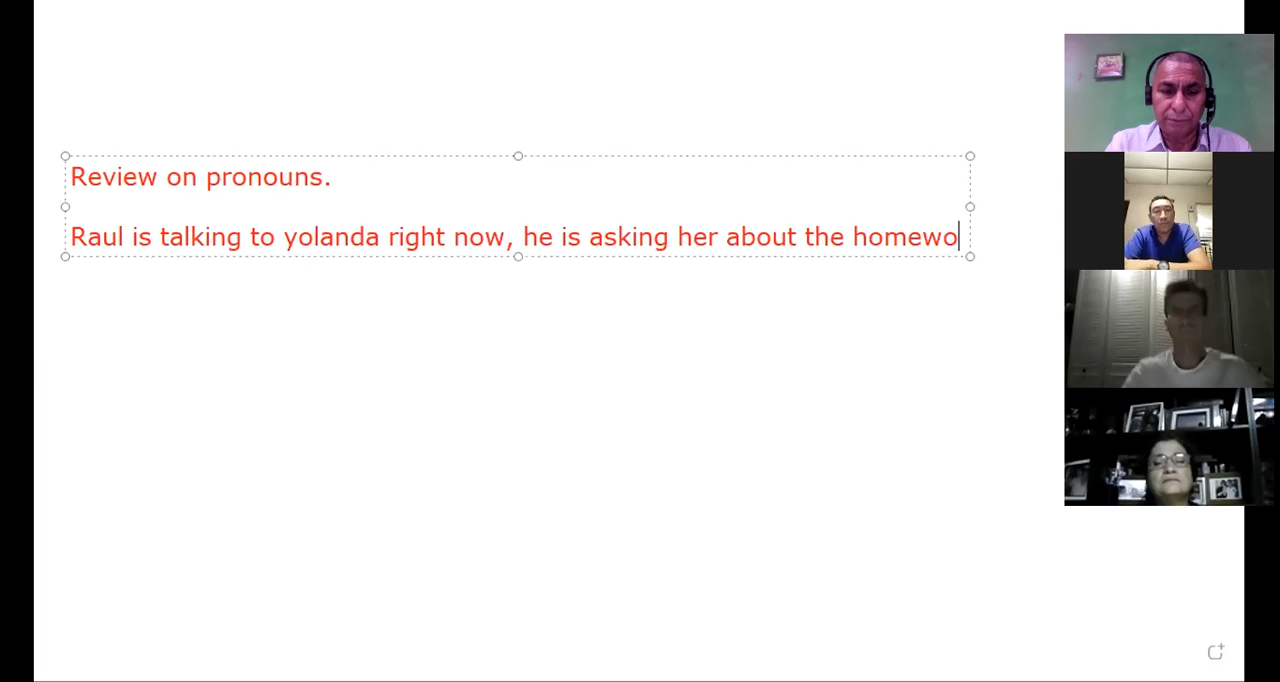 Review on pronouns.
Raul is talking to yolanda right now, he is asking her about the homewo